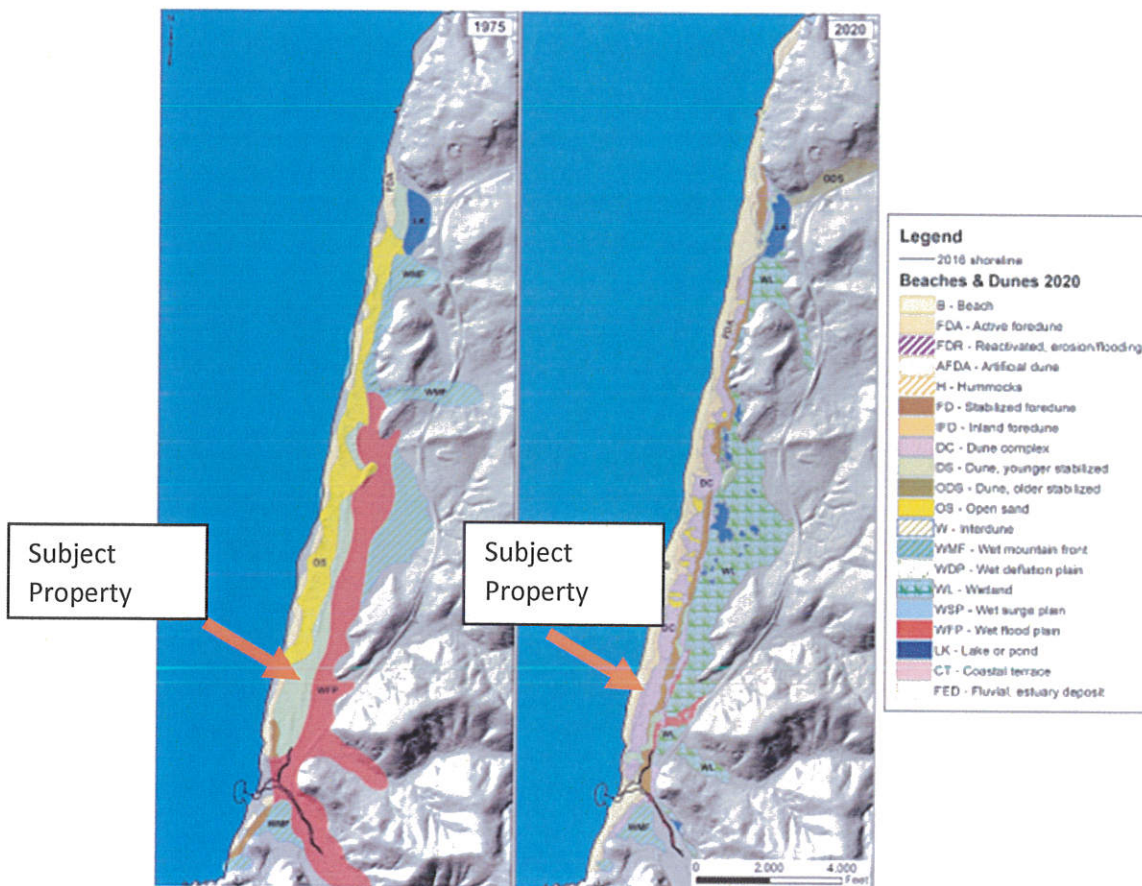 1975
FDA
LK
WMF
WMF
OS
WFP
WMF
Subject
Property
2020
ODS
LK
WL
FDA
DC
WL
B
DC
WL
WL
WMF
Subject
Property
0 2,000 4,000
Feet
Legend
2016 shoreline
Beaches & Dunes 2020
B - Beach
FDA - Active foredune
FDR - Reactivated, erosion/flooding
AFDA - Artificial dune
H - Hummocks
FD - Stabilized foredune
IFD - Inland foredune
DC - Dune complex
DS - Dune, younger stabilized
ODS - Dune, older stabilized
OS - Open sand
W - Interdune
WMF - Wet mountain front
WDP - Wet deflation plain
WL - Wetland
WSP - Wet surge plain
WFP - Wet flood plain
LK - Lake or pond
CT - Coastal terrace
FED - Fluvial, estuary deposit